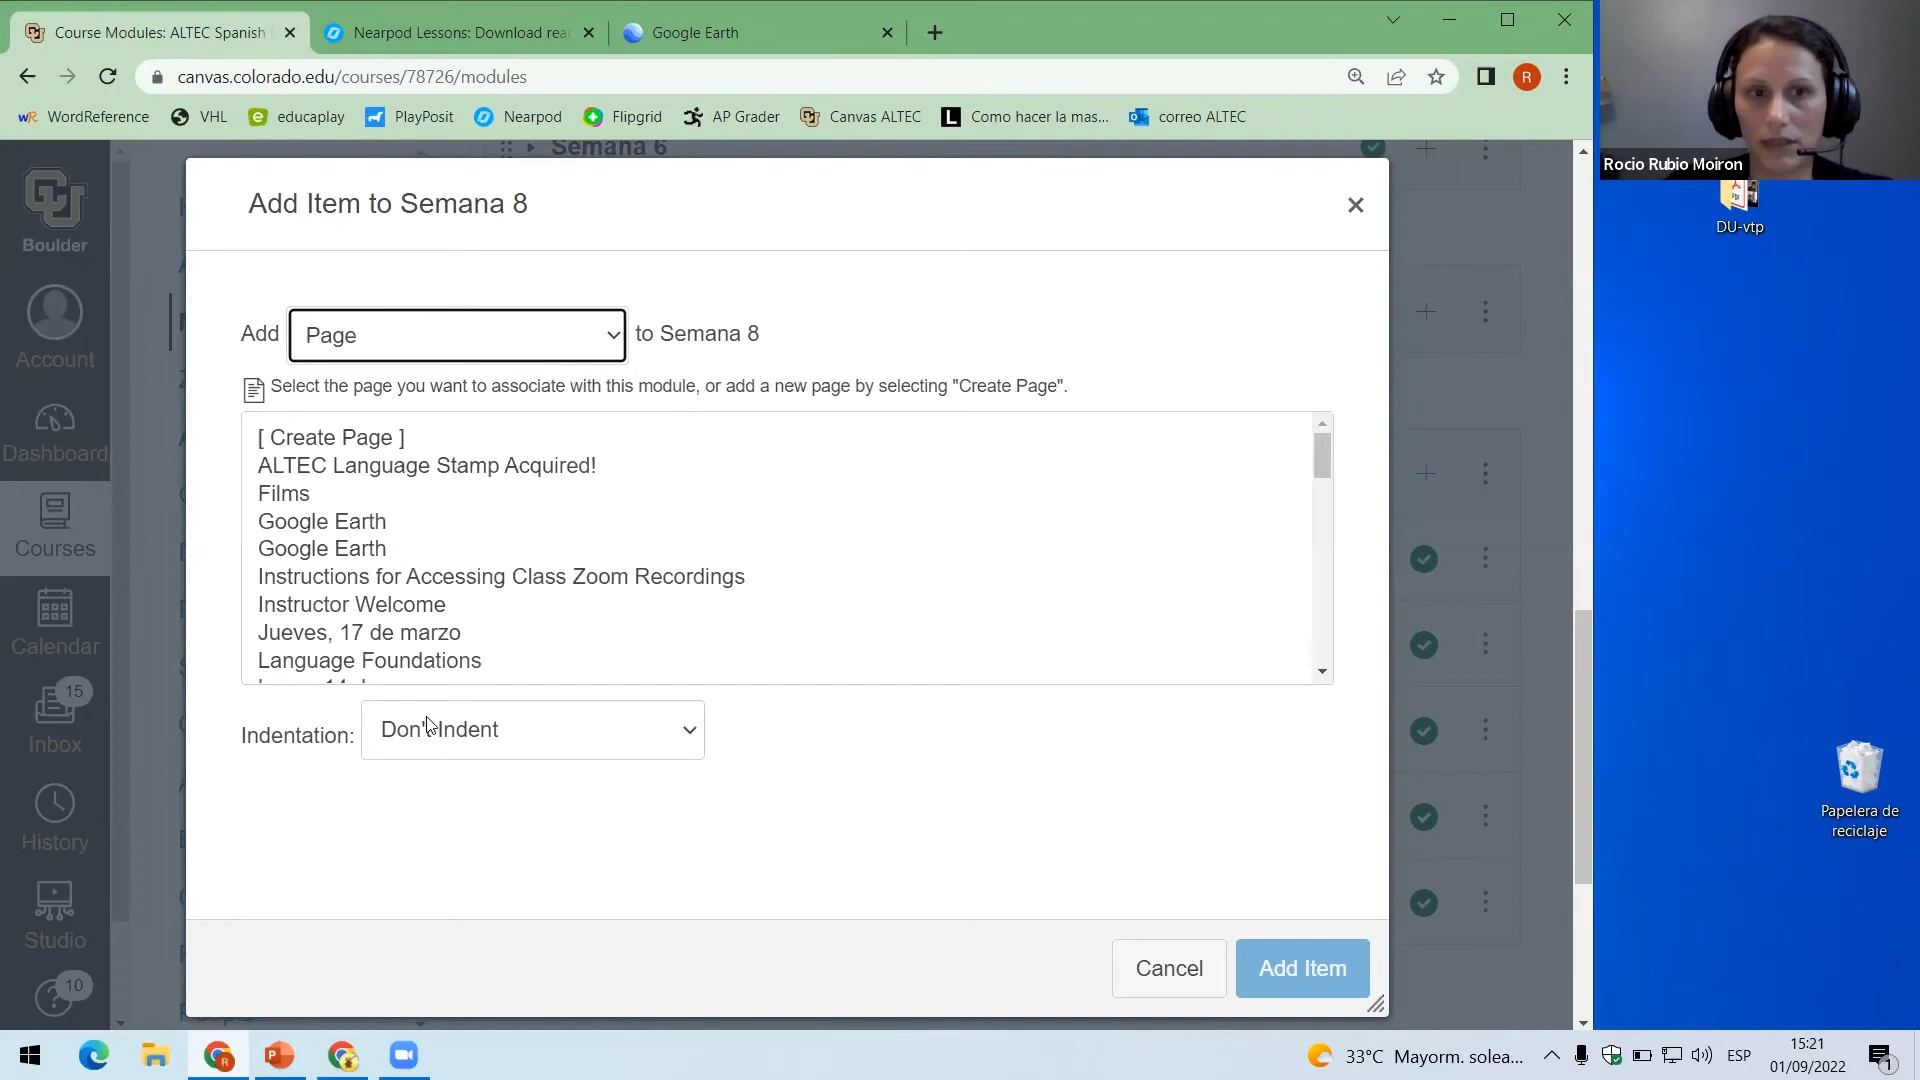 Course Modules: ALTEC Spanish
Nearpod Lessons: Download rea
Google Earth
canvas.colorado.edu/courses/78726/modules
R
WordReference
VHL
educaplay
PlayPosit
Nearpod
Flipgrid
AP Grader
Canvas ALTEC
Como hacer la mas...
correo ALTEC
Rocio Rubio Moiron
Semana 6
Boulder
Account
Dashboard
Courses
Calendar
15
Inbox
History
Studio
10
Add Item to Semana 8
Add Page to Semana 8
Select the page you want to associate with this module, or add a new page by selecting "Create Page".
[ Create Page ]
ALTEC Language Stamp Acquired!
Films
Google Earth
Google Earth
Instructions for Accessing Class Zoom Recordings
Instructor Welcome
Jueves, 17 de marzo
Language Foundations
Indentation: Don't Indent
Cancel
Add Item
DU-vtp
Papelera de
reciclaje
33°C Mayorm. solea...
ESP
15:21
01/09/2022
1